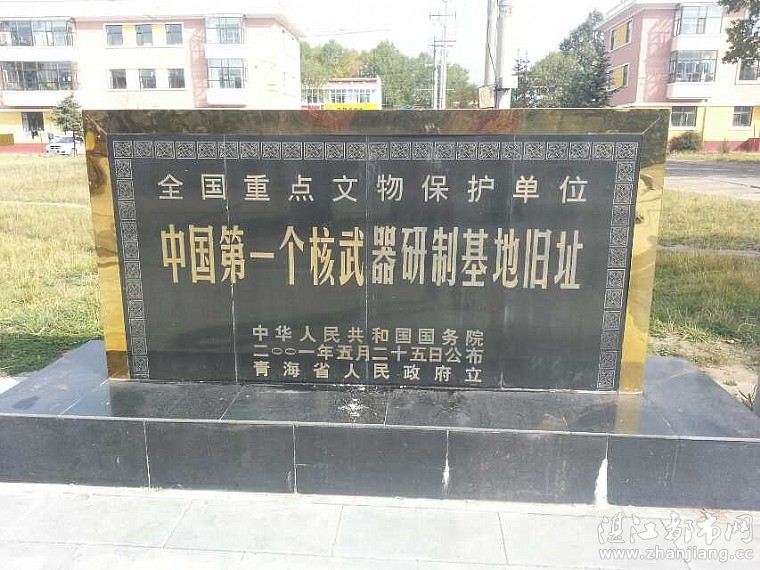 全国重点文物保护单位
中国第一个核武器研制基地旧址
中华人民共和国国务院
二〇〇一年五月二十五日公布
青海省人民政府立
湛江都市网
www.zhanjiang.cc